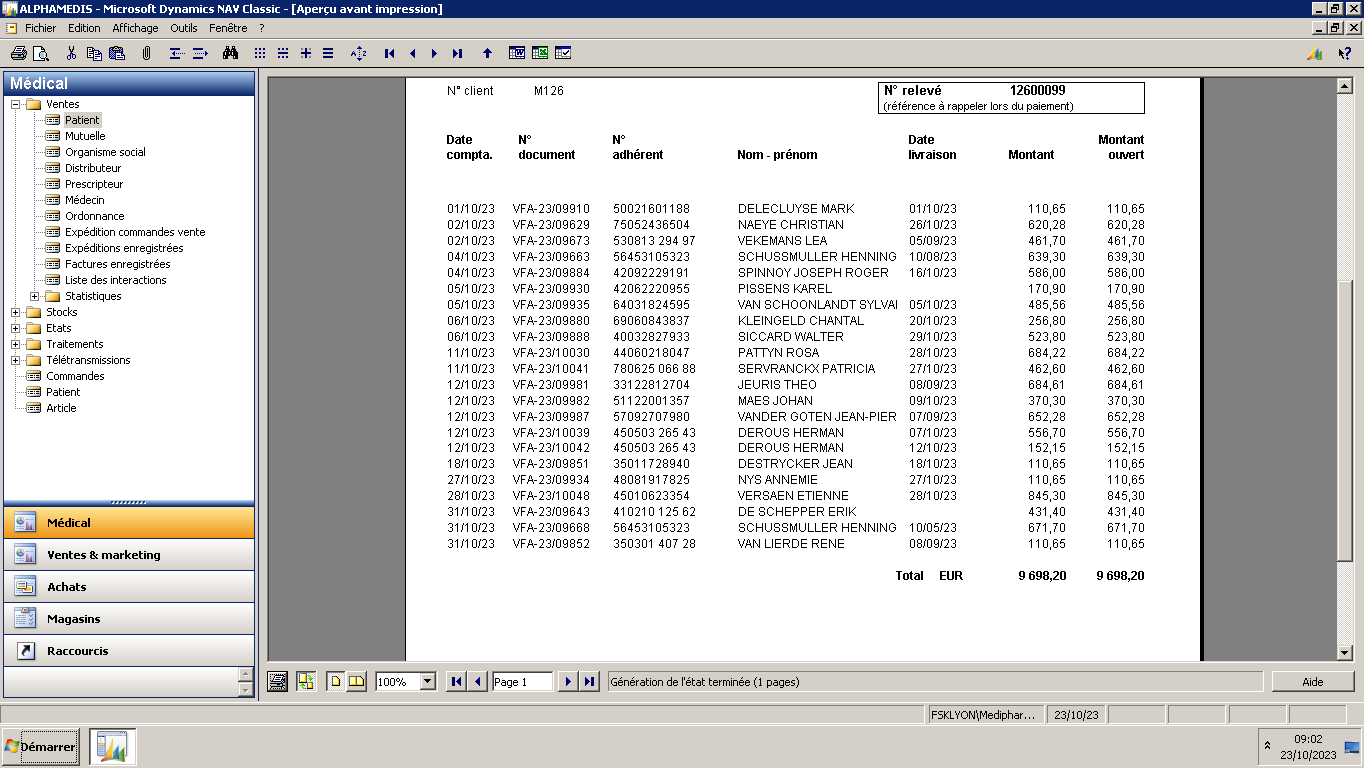 ALPHAMEDIS - Microsoft Dynamics NAV Classic - [Aperçu avant impression]
Fichier Edition Affichage Outils Fenêtre ?
Médical
Ventes
Patient
Mutuelle
Organisme social
Distributeur
Prescripteur
Médecin
Ordonnance
Expédition commandes vente
Expéditions enregistrées
Factures enregistrées
Liste des interactions
Statistiques
Stocks
Etats
Traitements
Télétransmissions
Commandes
Patient
Article
Médical
Ventes & marketing
Achats
Magasins
Raccourcis
N° client M126
N° relevé 12600099
(référence à rappeler lors du paiement)
Date N° N° Date Montant
compta. document adhérent Nom - prénom livraison Montant ouvert
01/10/23 VFA-23/09910 50021601188 DELECLUYSE MARK 01/10/23 110,65 110,65
02/10/23 VFA-23/09629 75052436504 NAEYE CHRISTIAN 26/10/23 620,28 620,28
02/10/23 VFA-23/09673 530813 294 97 VEKEMANS LEA 05/09/23 461,70 461,70
04/10/23 VFA-23/09663 56453105323 SCHUSSMULLER HENNING 10/08/23 639,30 639,30
04/10/23 VFA-23/09884 42092229191 SPINNOY JOSEPH ROGER 16/10/23 586,00 586,00
05/10/23 VFA-23/09930 42062220955 PISSENS KAREL 170,90 170,90
05/10/23 VFA-23/09935 64031824595 VAN SCHOONLANDT SYLVAI 05/10/23 485,56 485,56
06/10/23 VFA-23/09880 69060843837 KLEINGELD CHANTAL 20/10/23 256,80 256,80
06/10/23 VFA-23/09888 40032827933 SICCARD WALTER 29/10/23 523,80 523,80
11/10/23 VFA-23/10030 44060218047 PATTYN ROSA 28/10/23 684,22 684,22
11/10/23 VFA-23/10041 780625 066 88 SERVRANCKX PATRICIA 27/10/23 462,60 462,60
12/10/23 VFA-23/09981 33122812704 JEURIS THEO 08/09/23 684,61 684,61
12/10/23 VFA-23/09982 51122001357 MAES JOHAN 09/10/23 370,30 370,30
12/10/23 VFA-23/09987 57092707980 VANDER GOTEN JEAN-PIER 07/09/23 652,28 652,28
12/10/23 VFA-23/10039 450503 265 43 DEROUS HERMAN 07/10/23 556,70 556,70
12/10/23 VFA-23/10042 450503 265 43 DEROUS HERMAN 12/10/23 152,15 152,15
18/10/23 VFA-23/09851 35011728940 DESTRYCKER JEAN 18/10/23 110,65 110,65
27/10/23 VFA-23/09934 48081917825 NYS ANNEMIE 27/10/23 110,65 110,65
28/10/23 VFA-23/10048 45010623354 VERSAEN ETIENNE 28/10/23 845,30 845,30
31/10/23 VFA-23/09643 410210 125 62 DE SCHEPPER ERIK 431,40 431,40
31/10/23 VFA-23/09668 56453105323 SCHUSSMULLER HENNING 10/05/23 671,70 671,70
31/10/23 VFA-23/09852 350301 407 28 VAN LIERDE RENE 08/09/23 110,65 110,65
Total EUR 9 698,20 9 698,20
100% Page 1 Génération de l'état terminée (1 pages) Aide
FSKLYON\Mediphar... 23/10/23
Démarrer
09:02
23/10/2023